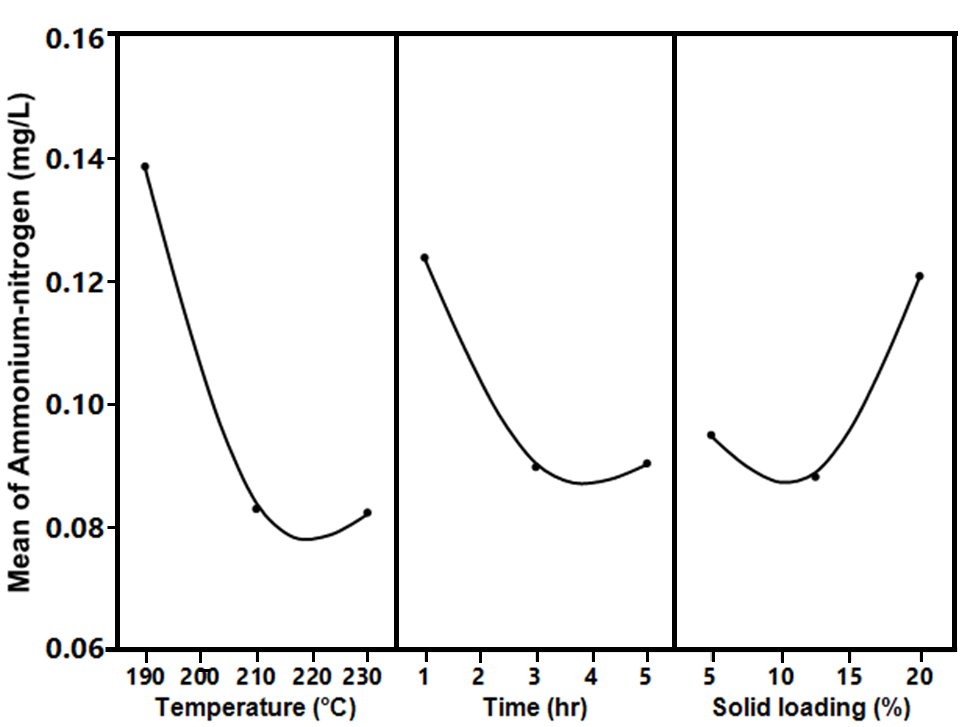 Mean of Ammonium-nitrogen (mg/L)
0.16
0.14
0.12
0.10
0.08
0.06
190 200 210 220 230 1 2 3 4 5 5 10 15 20
Temperature (°C) Time (hr) Solid loading (%)